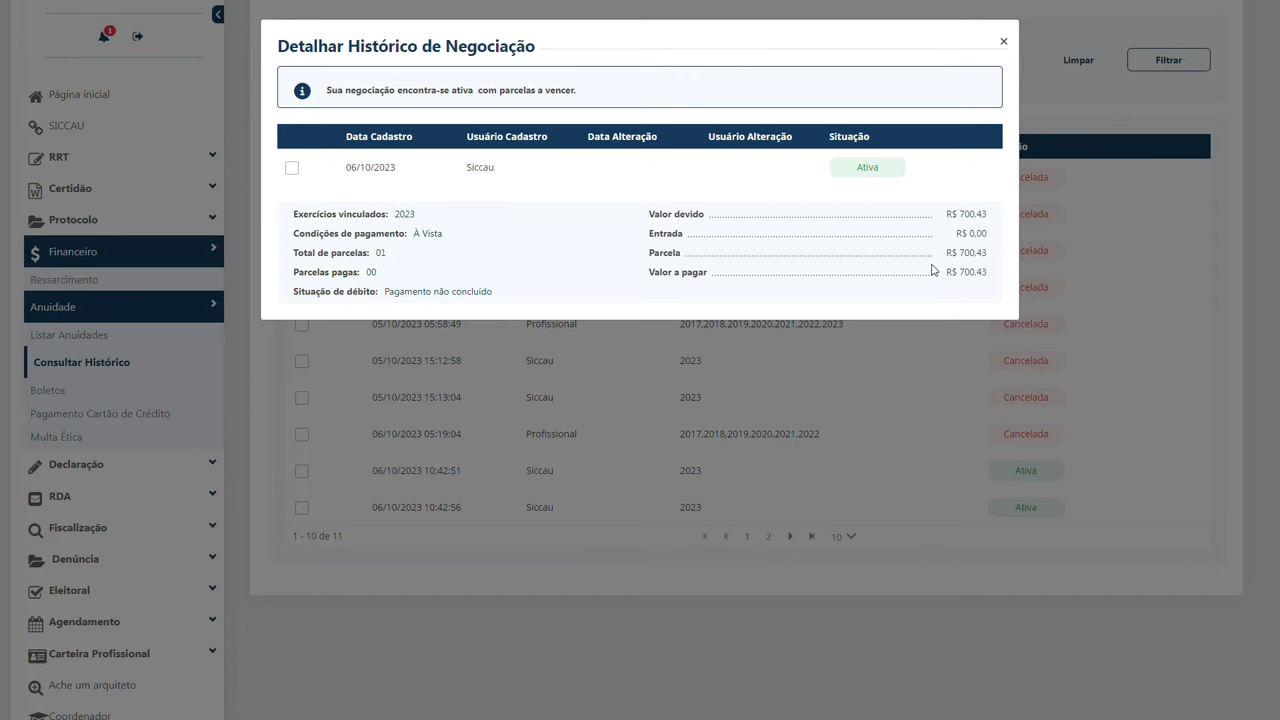 1
Página inicial
SICCAU
RRT
Certidão
Protocolo
Financeiro
Ressarcimento
Anuidade
Listar Anuidades
Consultar Histórico
Boletos
Pagamento Cartão de Crédito
Multa Ética
Declaração
RDA
Fiscalização
Denúncia
Eleitoral
Agendamento
Carteira Profissional
Ache um arquiteto
Coordenador
Detalhar Histórico de Negociação
Sua negociação encontra-se ativa com parcelas a vencer.
Data Cadastro Usuário Cadastro Data Alteração Usuário Alteração Situação
06/10/2023 Siccau Ativa
Exercícios vinculados: 2023 Valor devido R$ 700,43
Condições de pagamento: À Vista Entrada R$ 0,00
Total de parcelas: 01 Parcela R$ 700,43
Parcelas pagas: 00 Valor a pagar R$ 700,43
Situação de débito: Pagamento não concluído
Limpar Filtrar
ão
celada
celada
celada
celada
05/10/2023 05:58:49 Profissional 2017,2018,2019,2020,2021,2022,2023 Cancelada
05/10/2023 15:12:58 Siccau 2023 Cancelada
05/10/2023 15:13:04 Siccau 2023 Cancelada
06/10/2023 05:19:04 Profissional 2017,2018,2019,2020,2021,2022 Cancelada
06/10/2023 10:42:51 Siccau 2023 Ativa
06/10/2023 10:42:56 Siccau 2023 Ativa
1 - 10 de 11 1 2 10